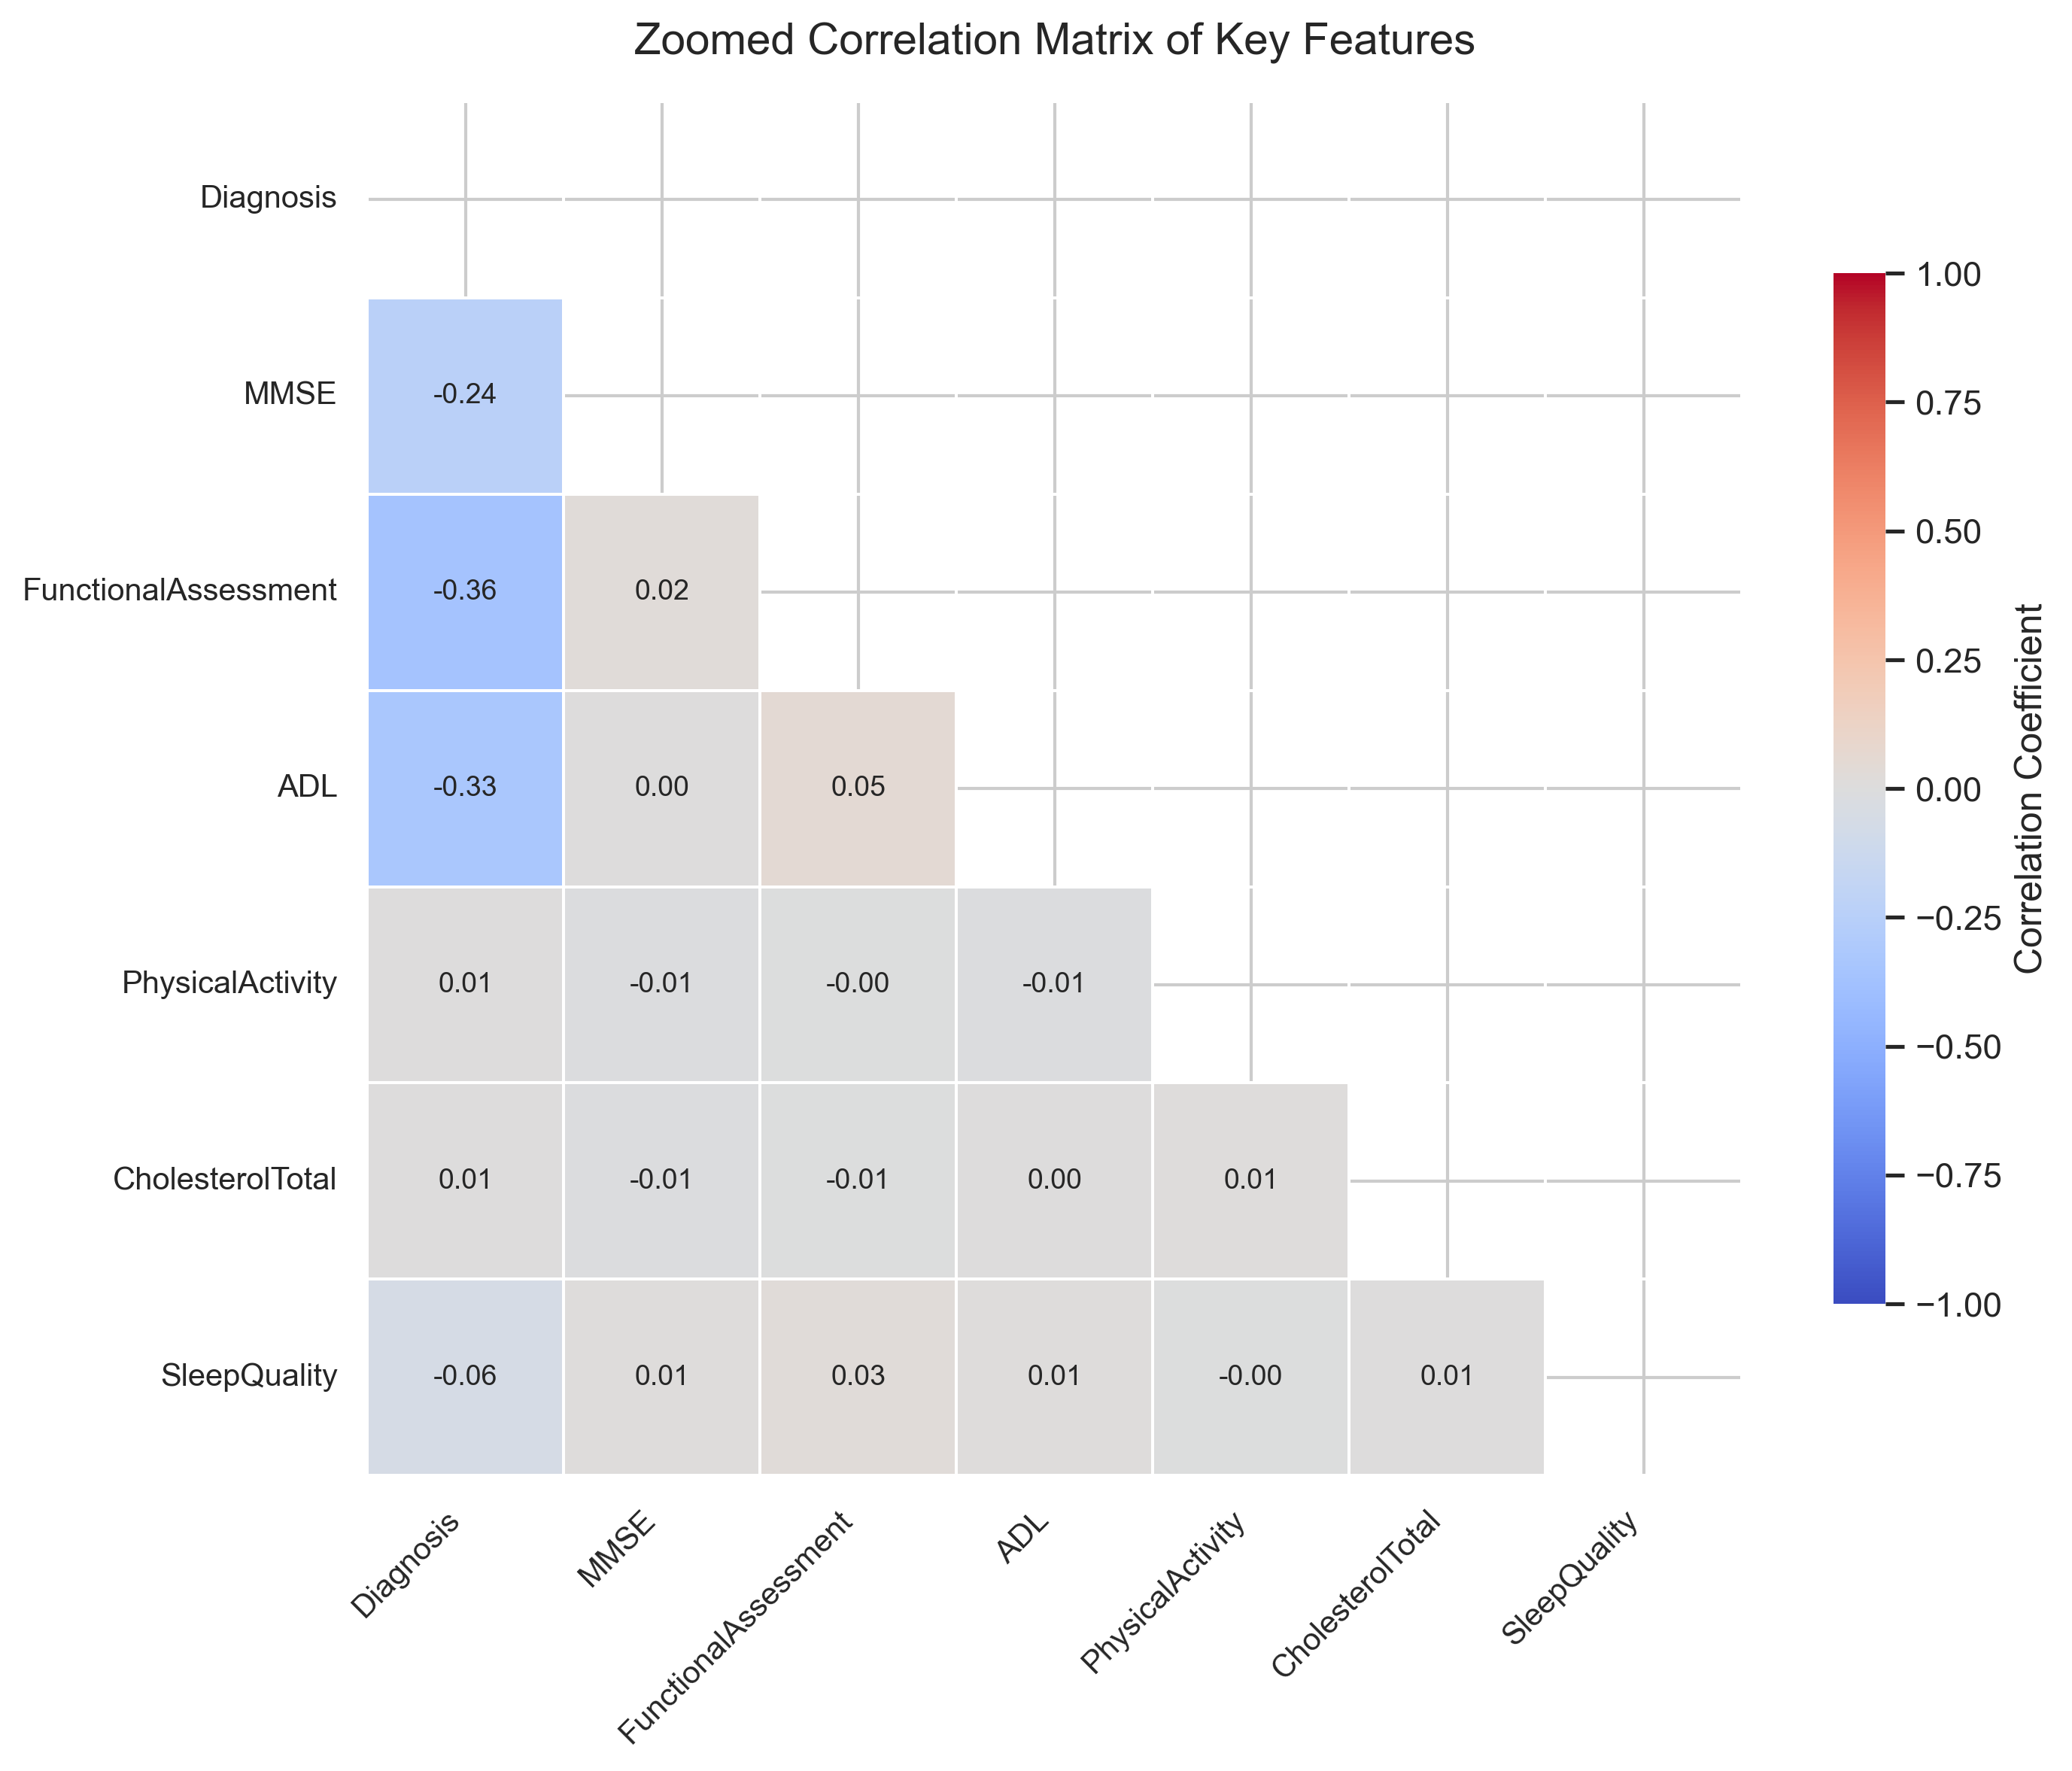 Zoomed Correlation Matrix of Key Features
Diagnosis
MMSE -0.24
FunctionalAssessment -0.36 0.02
ADL -0.33 0.00 0.05
PhysicalActivity 0.01 -0.01 -0.00 -0.01
CholesterolTotal 0.01 -0.01 -0.01 0.00 0.01
SleepQuality -0.06 0.01 0.03 0.01 -0.00 0.01
Diagnosis
MMSE
FunctionalAssessment
ADL
PhysicalActivity
CholesterolTotal
SleepQuality
1.00
0.75
0.50
0.25
0.00
−0.25
−0.50
−0.75
−1.00
Correlation Coefficient